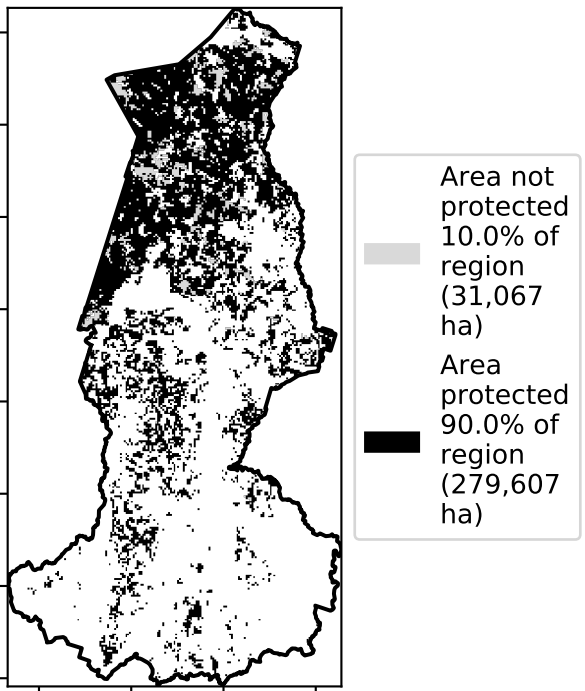 Area not
protected
10.0% of
region
(31,067
ha)
Area
protected
90.0% of
region
(279,607
ha)